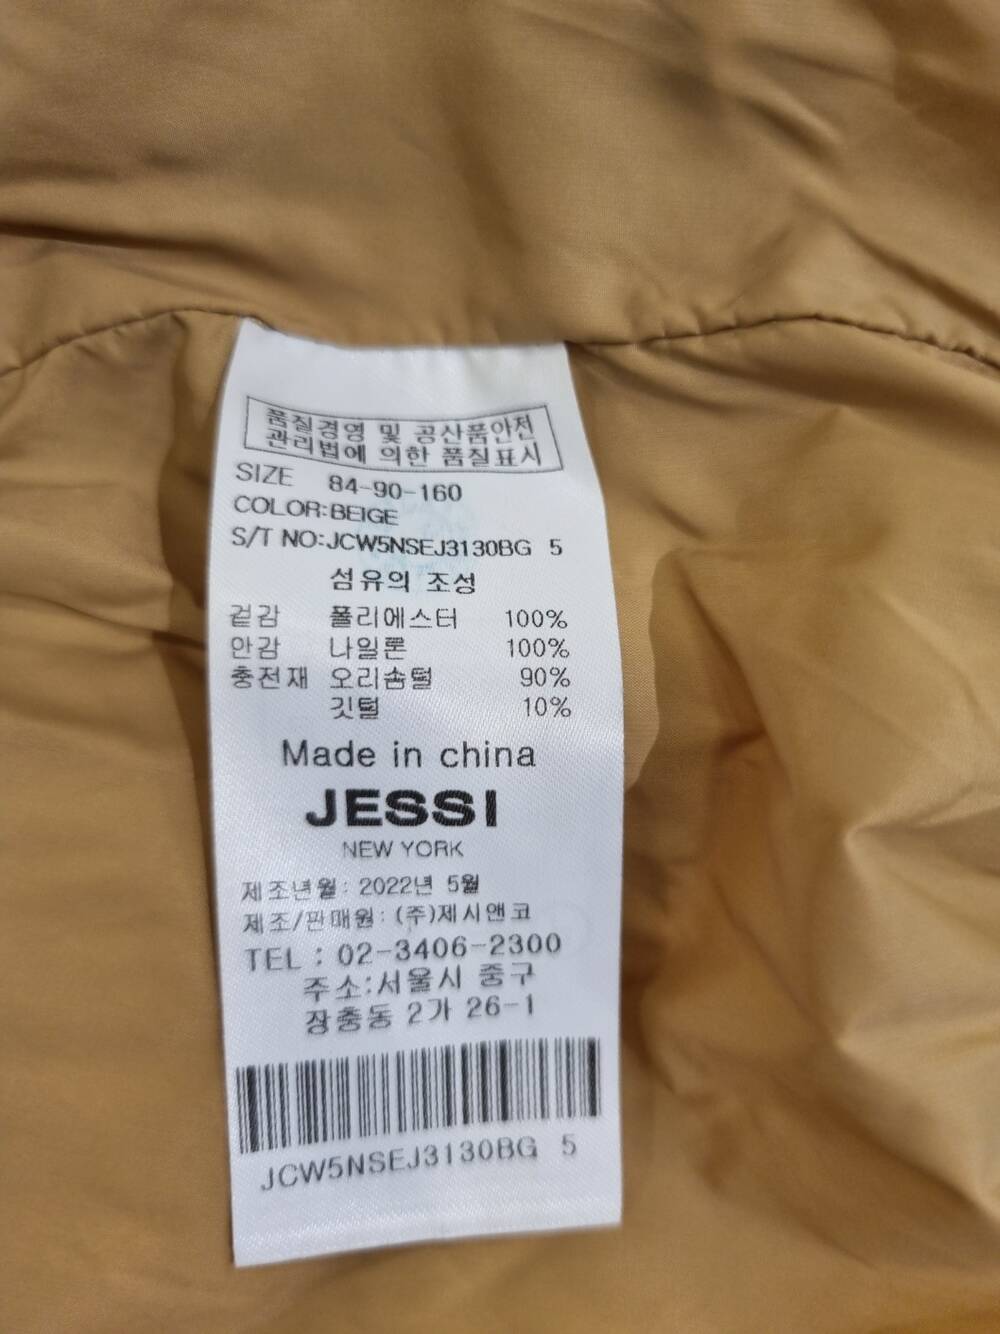 품질경영 및 공산품안전
관리법에 의한 품질표시
SIZE 84-90-160
COLOR:BEIGE
S/T NO:JCW5NSEJ3130BG 5
섬유의 조성
겉감 폴리에스터 100%
안감 나일론 100%
충전재 오리솜털 90%
깃털 10%
Made in china
JESSI
NEW YORK
제조년월: 2022년 5월
제조/판매원: (주)제시앤코
TEL : 02-3406-2300
주소:서울시 중구
장충동 2가 26-1
JCW5NSEJ3130BG 5